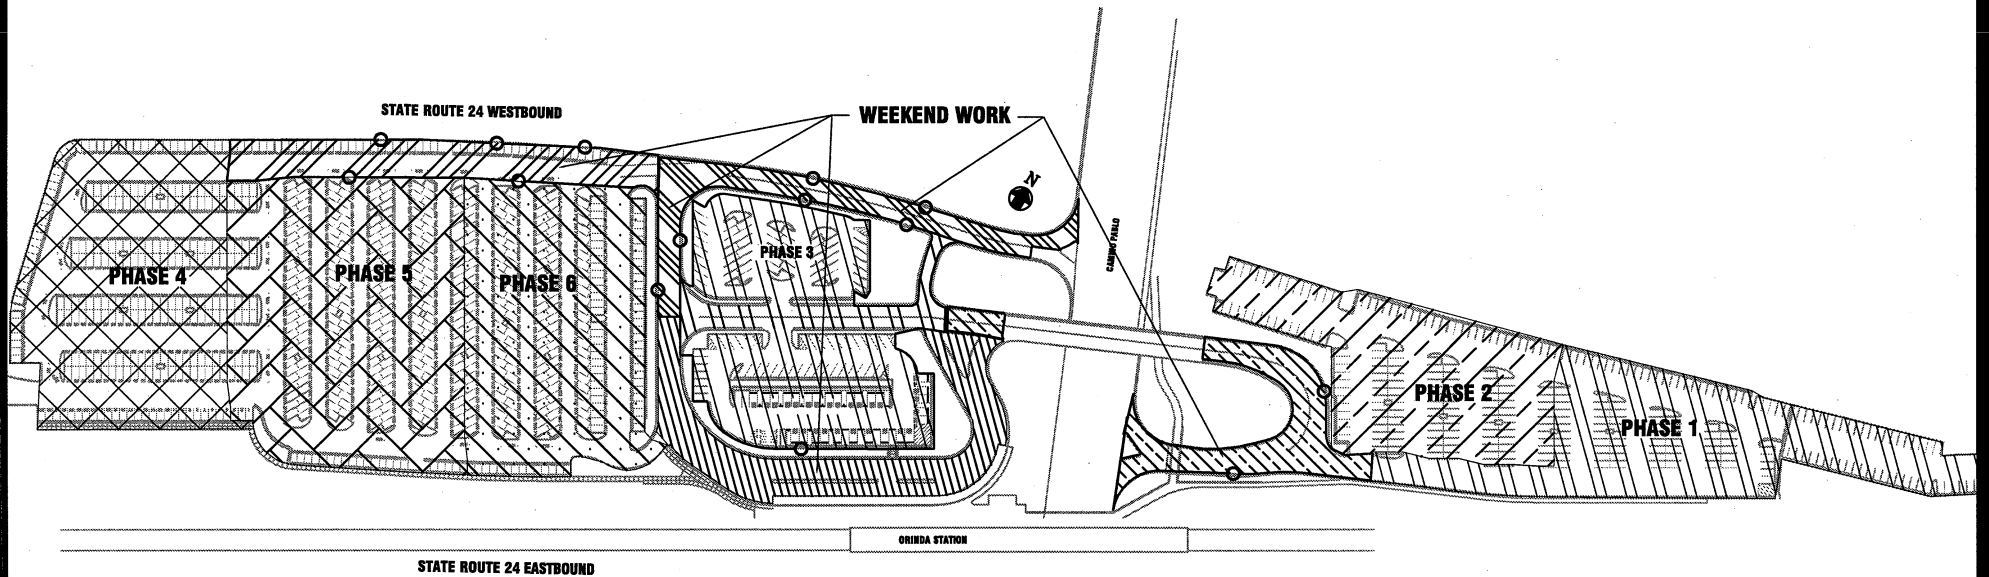 STATE ROUTE 24 WESTBOUND
WEEKEND WORK
N
CAMINO PABLO
PHASE 3
PHASE 4
PHASE 5
PHASE 6
PHASE 2
PHASE 1
ORINDA STATION
STATE ROUTE 24 EASTBOUND